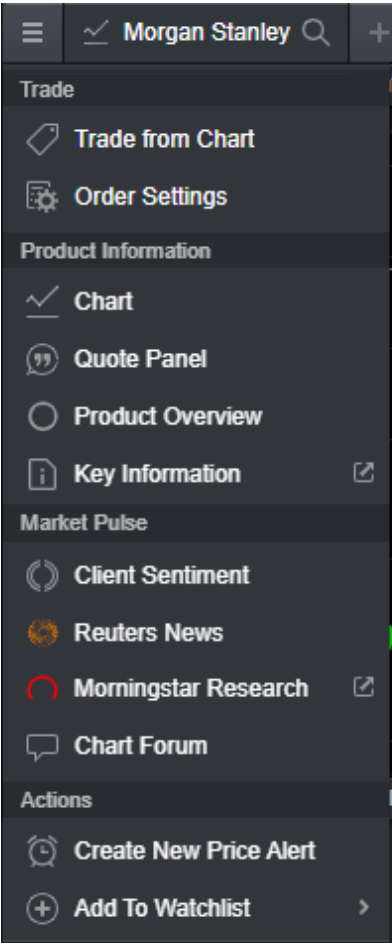 Morgan Stanley
Trade
Trade from Chart
Order Settings
Product Information
Chart
Quote Panel
Product Overview
Key Information
Market Pulse
Client Sentiment
Reuters News
Morningstar Research
Chart Forum
Actions
Create New Price Alert
Add To Watchlist